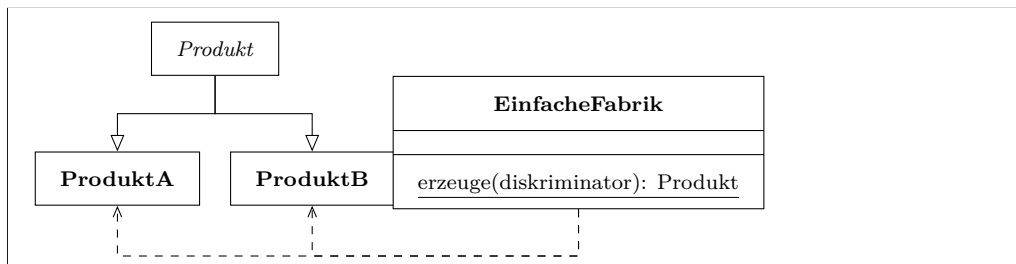 Produkt
EinfacheFabrik
ProduktA
ProduktB
erzeuge(diskriminator): Produkt